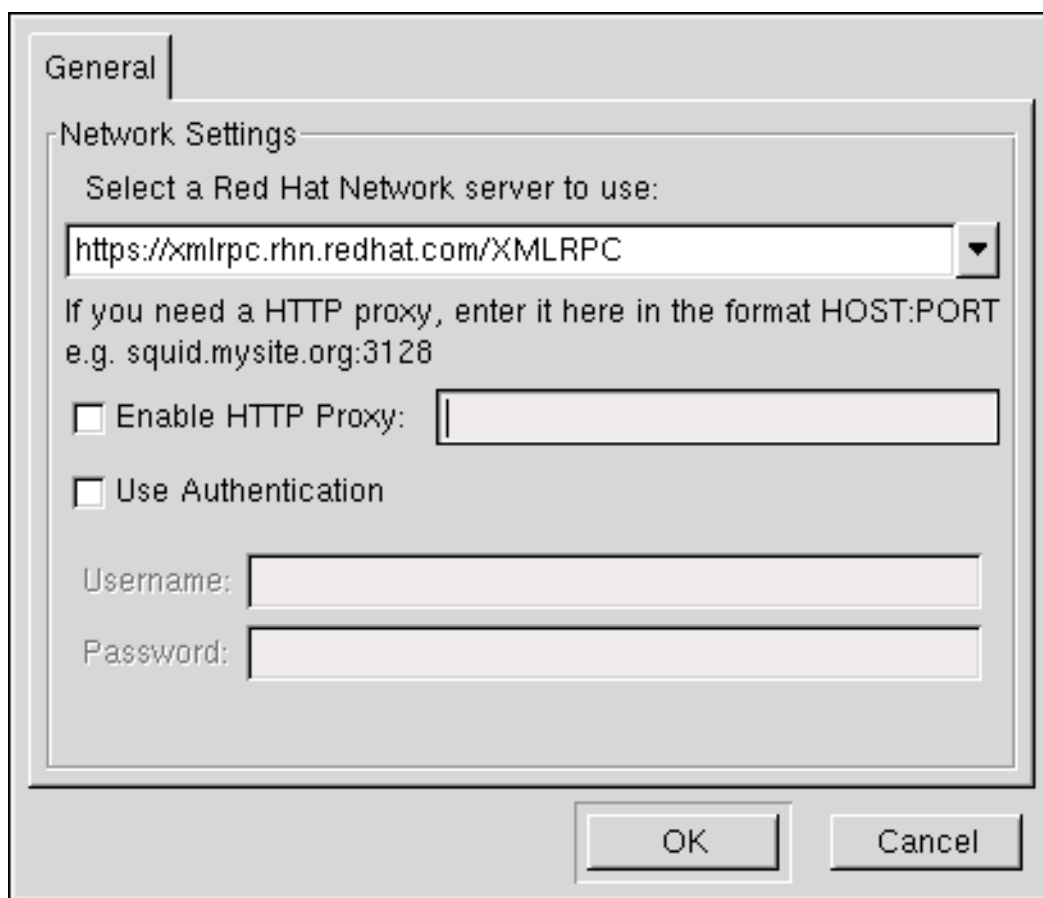 General
Network Settings
Select a Red Hat Network server to use:
https://xmlrpc.rhn.redhat.com/XMLRPC
If you need a HTTP proxy, enter it here in the format HOST:PORT
e.g. squid.mysite.org:3128
Enable HTTP Proxy:
Use Authentication
Username:
Password:
OK Cancel